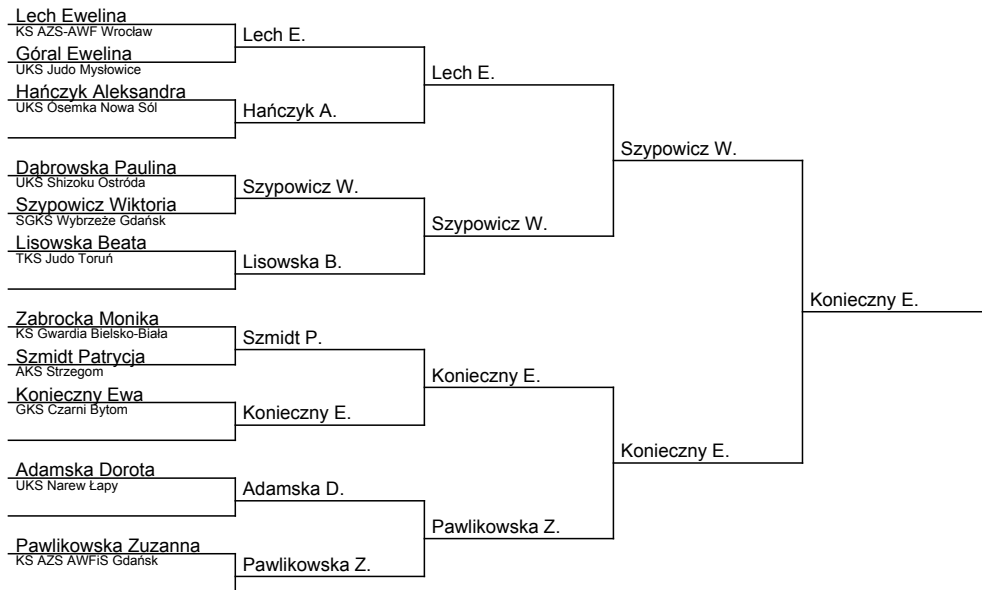 Lech Ewelina
KS AZS-AWF Wrocław
Góral Ewelina
UKS Judo Mysłowice
Hańczyk Aleksandra
UKS Ósemka Nowa Sól
Dąbrowska Paulina
UKS Shizoku Ostróda
Szypowicz Wiktoria
SGKS Wybrzeże Gdańsk
Lisowska Beata
TKS Judo Toruń
Zabrocka Monika
KS Gwardia Bielsko-Biała
Szmidt Patrycja
AKS Strzegom
Konieczny Ewa
GKS Czarni Bytom
Adamska Dorota
UKS Narew Łapy
Pawlikowska Zuzanna
KS AZS AWFiS Gdańsk
Lech E.
Hańczyk A.
Szypowicz W.
Lisowska B.
Szmidt P.
Konieczny E.
Adamska D.
Pawlikowska Z.
Lech E.
Szypowicz W.
Konieczny E.
Pawlikowska Z.
Szypowicz W.
Konieczny E.
Konieczny E.